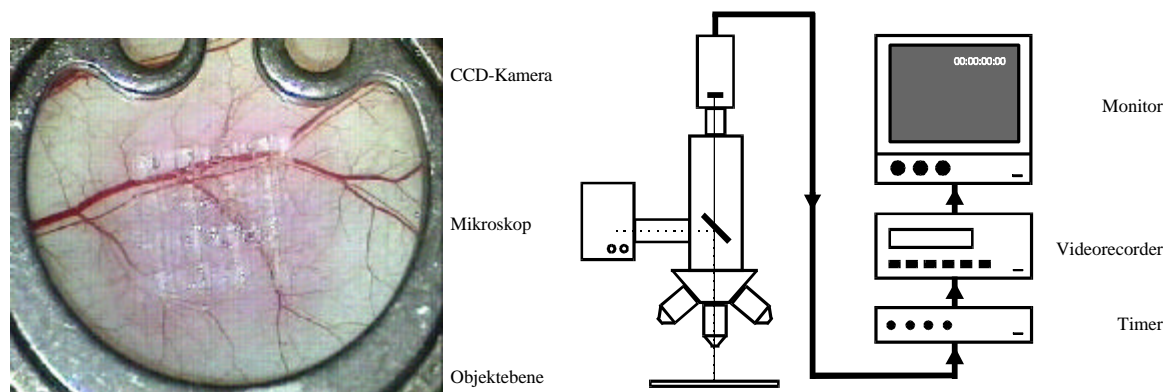 CCD-Kamera
Mikroskop
Objektebene
00:00:00:00
Monitor
Videorecorder
Timer